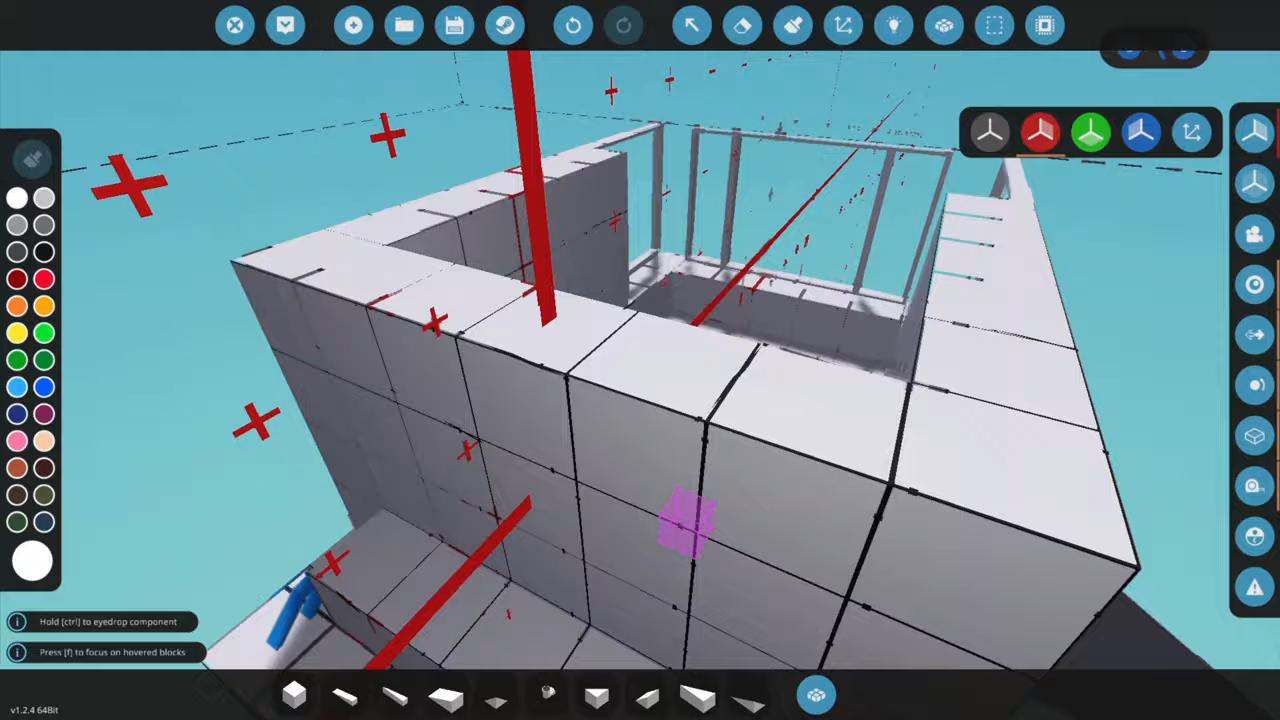 Hold [ctrl] to eyedrop component
Press [f] to focus on hovered blocks
v1.2.4 64Bit